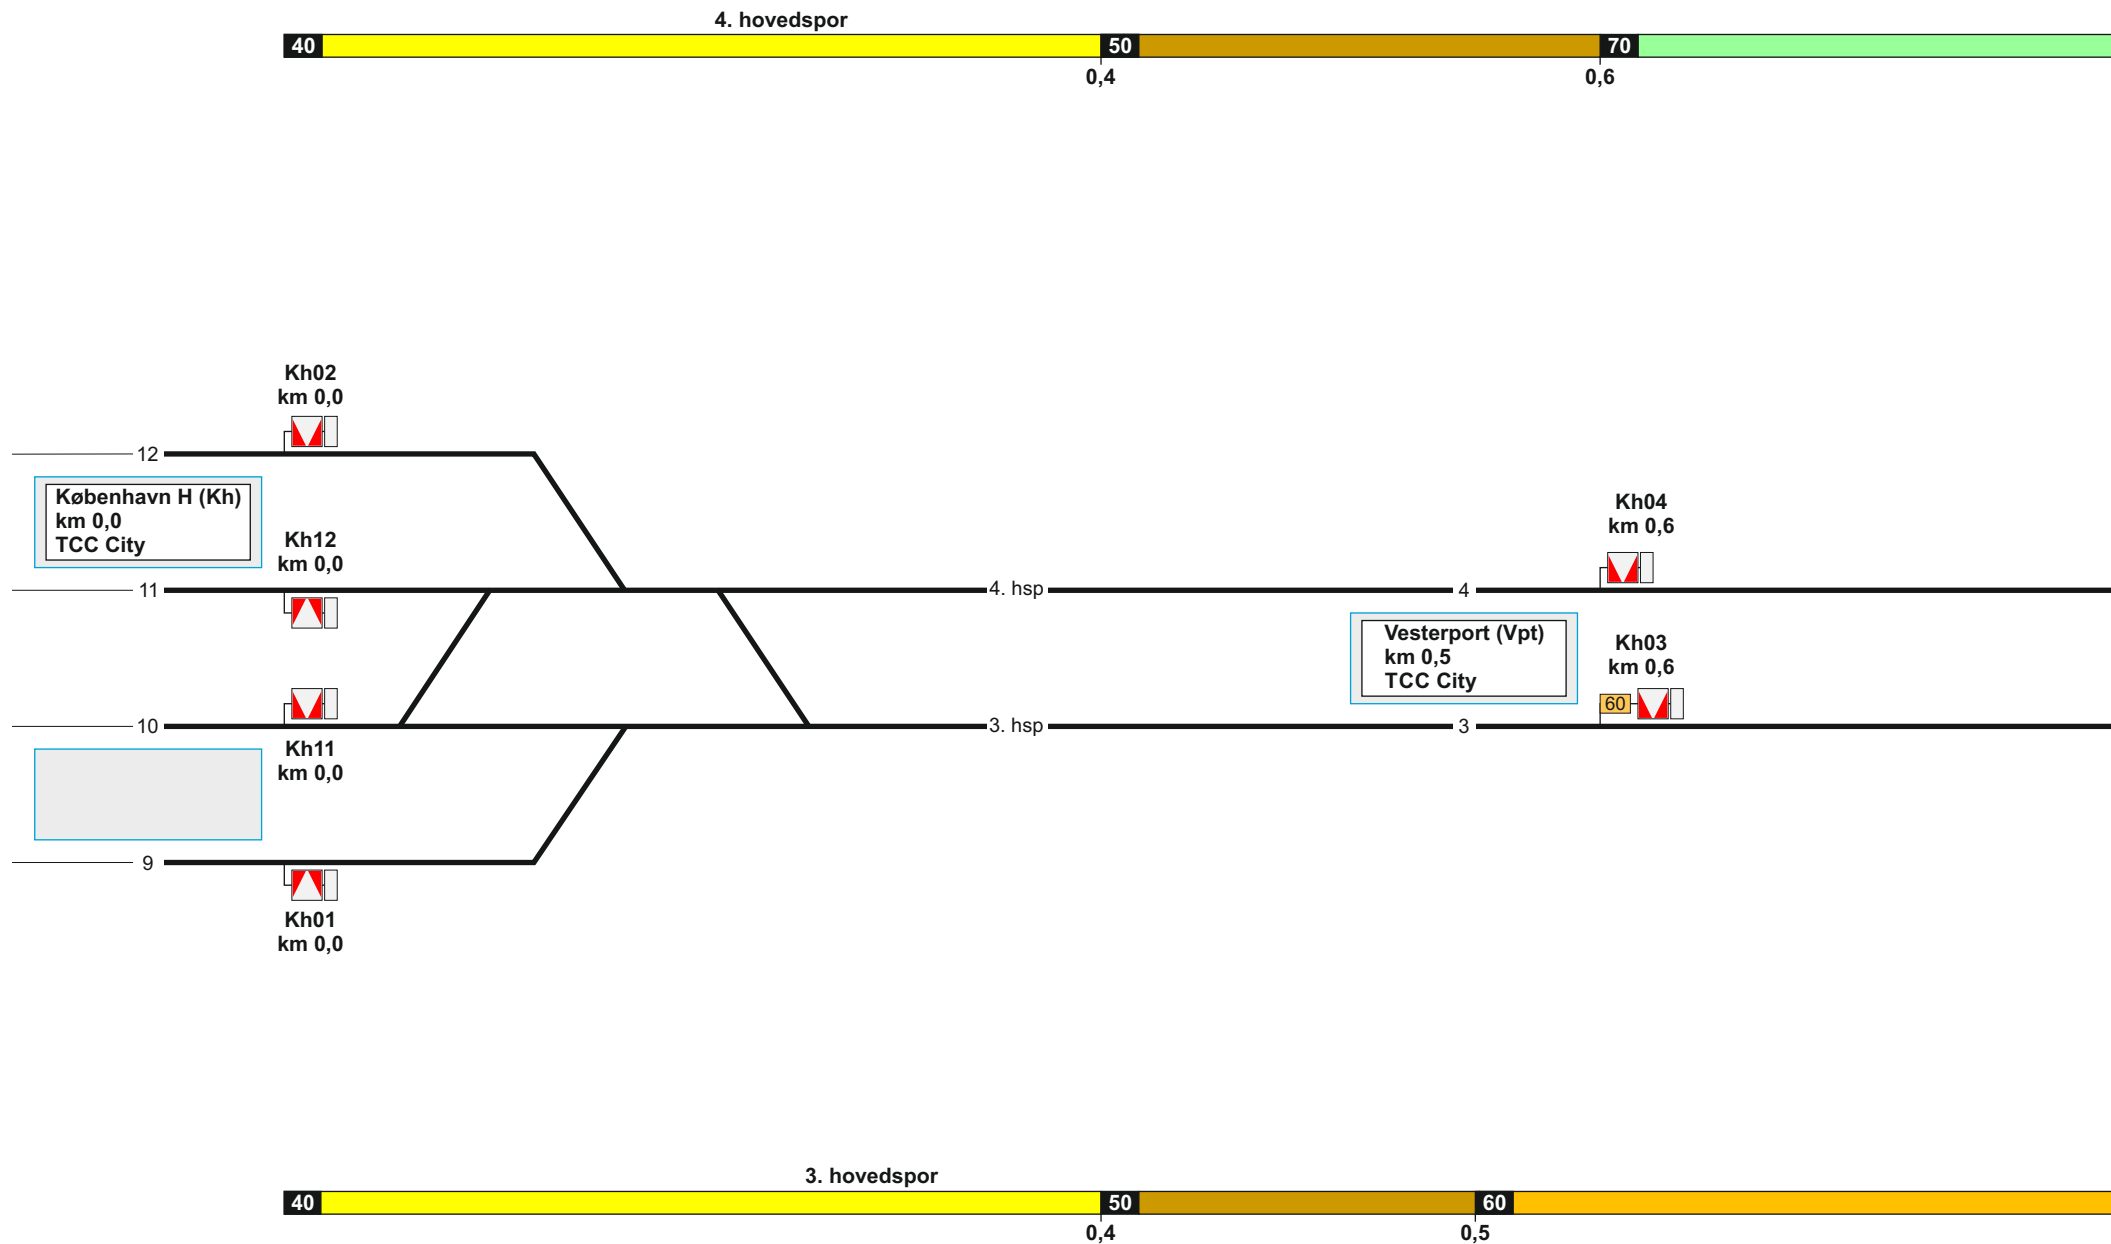 4. hovedspor
40 50 70
0,4 0,6
Kh02
km 0,0
12
København H (Kh)
km 0,0
TCC City
Kh12
km 0,0
Kh04
km 0,6
11 4. hsp 4
Vesterport (Vpt)
km 0,5
TCC City
Kh03
km 0,6
60
10 3. hsp 3
Kh11
km 0,0
9
Kh01
km 0,0
3. hovedspor
40 50 60
0,4 0,5